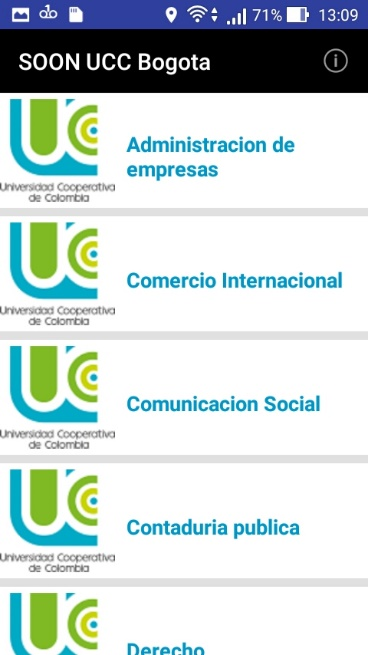 71% 13:09
SOON UCC Bogota
Administracion de
empresas
Universidad Cooperativa
de Colombia
Comercio Internacional
Universidad Cooperativa
de Colombia
Comunicacion Social
Universidad Cooperativa
de Colombia
Contaduria publica
Universidad Cooperativa
de Colombia
Derecho